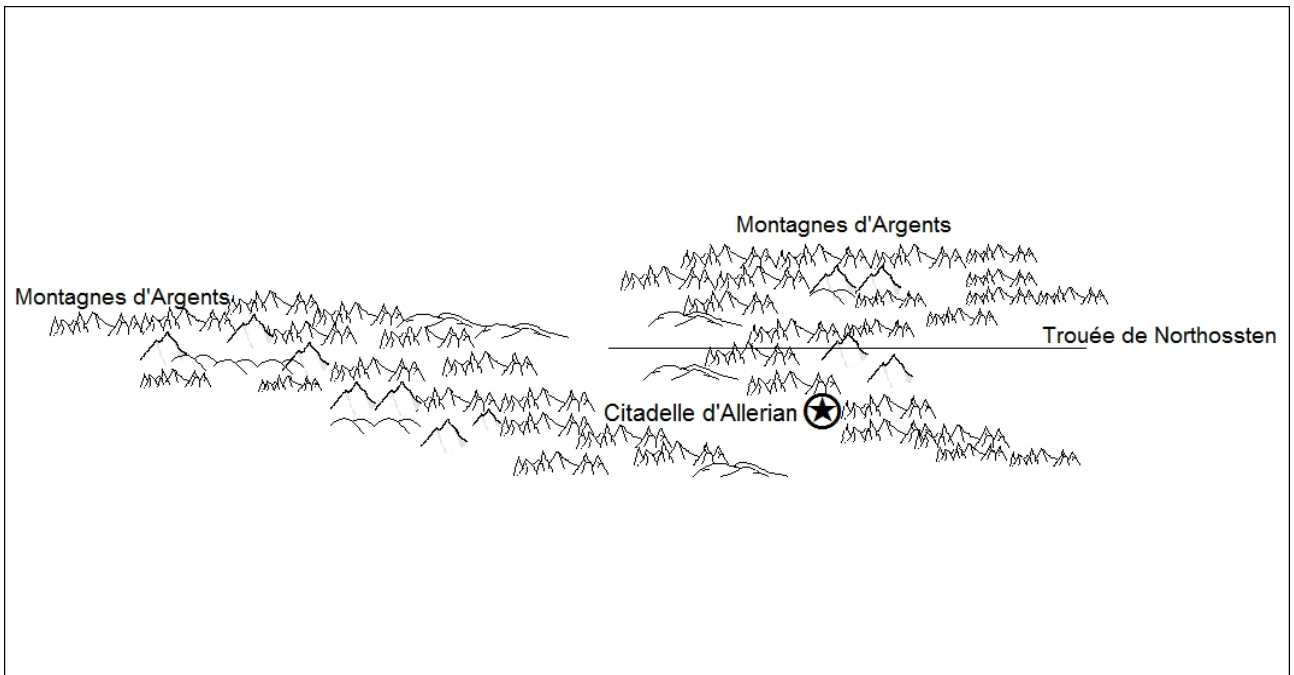 Montagnes d'Argents
Montagnes d'Argents
Trouée de Northossten
Citadelle d'Allerian